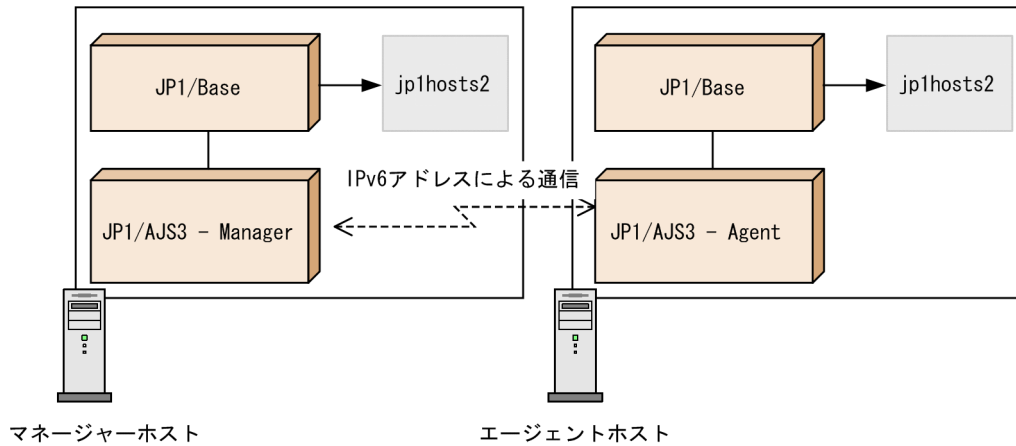 JP1/Base
jp1hosts2
JP1/Base
jp1hosts2
IPv6アドレスによる通信
JP1/AJS3 - Manager
JP1/AJS3 - Agent
マネージャーホスト
エージェントホスト